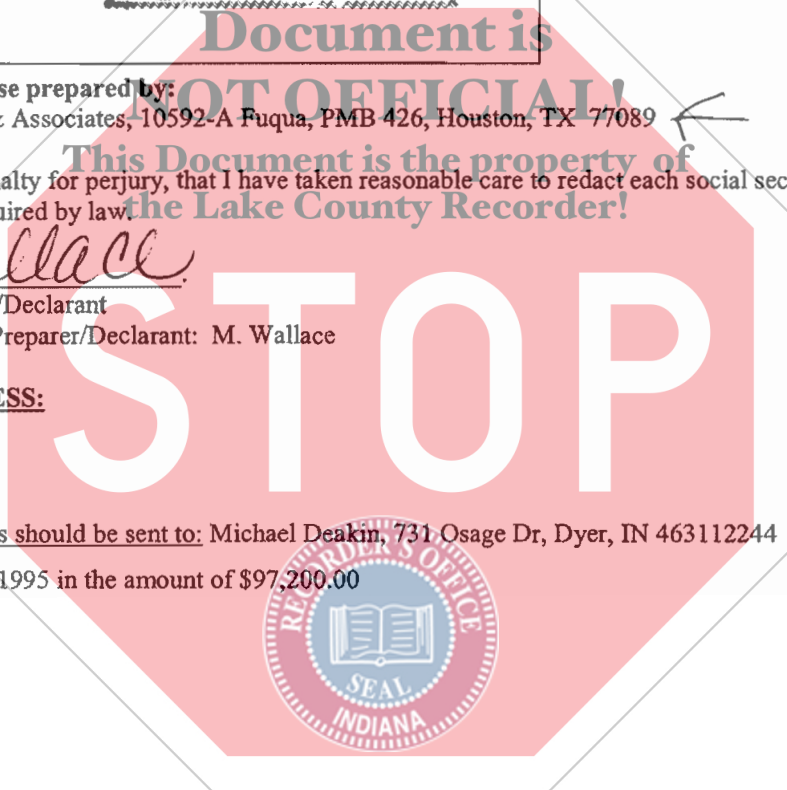 Document is
NOT OFFICIAL!
se prepared by:
Associates, 10592-A Fuqua, PMB 426, Houston, TX 77089
This Document is the property of
alty for perjury, that I have taken reasonable care to redact each social sec
uired by law.
the Lake County Recorder!
llace
/Declarant
Preparer/Declarant: M. Wallace
STOP
ESS:
s should be sent to: Michael Deakin, 731 Osage Dr, Dyer, IN 463112244
1995 in the amount of $97,200.00
RECORDER'S OFFICE
SEAL
INDIANA